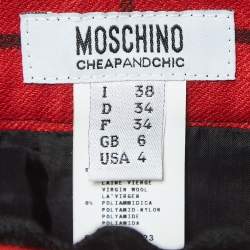 MOSCHINO
CHEAPANDCHIC
I 38
D 34
F 34
GB 6
USA 4
LAINE VIERGE
VIRGIN WOOL
LA'VIRGEN
POLIAMMIDICA
POLYAMID-NYLON
POLYAMIDE
POLIAMIDA